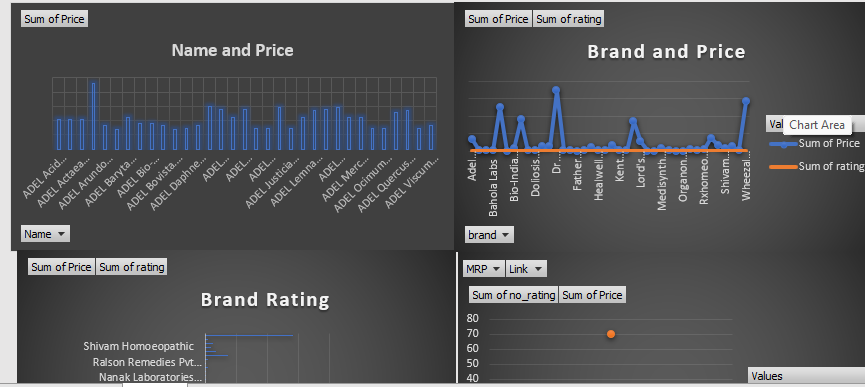 Sum of Price
Name and Price
ADEL Acid...
ADEL Actaea...
ADEL Arundo...
ADEL Baryta...
ADEL Bio-...
ADEL Bovista...
ADEL Daphne...
ADEL...
ADEL...
ADEL...
ADEL Justicia...
ADEL Lemna...
ADEL...
ADEL Merc...
ADEL Ocimum...
ADEL Quercus...
ADEL Viscum...
Name
Sum of Price Sum of rating
Brand and Price
Adel...
Bahola Labs
Bio-India...
Doliosis...
Dr...
Father...
Healwell...
Kent...
Lord's...
Medisynth...
Organon...
Rxhomeo...
Shivam...
Wheezal...
Val
Chart Area
Sum of Price
Sum of rating
brand
Sum of Price Sum of rating
Brand Rating
Shivam Homoeopathic
Ralson Remedies Pvt...
Nanak Laboratories...
MRP Link
Sum of no_rating Sum of Price
80
70
60
50
40
Values